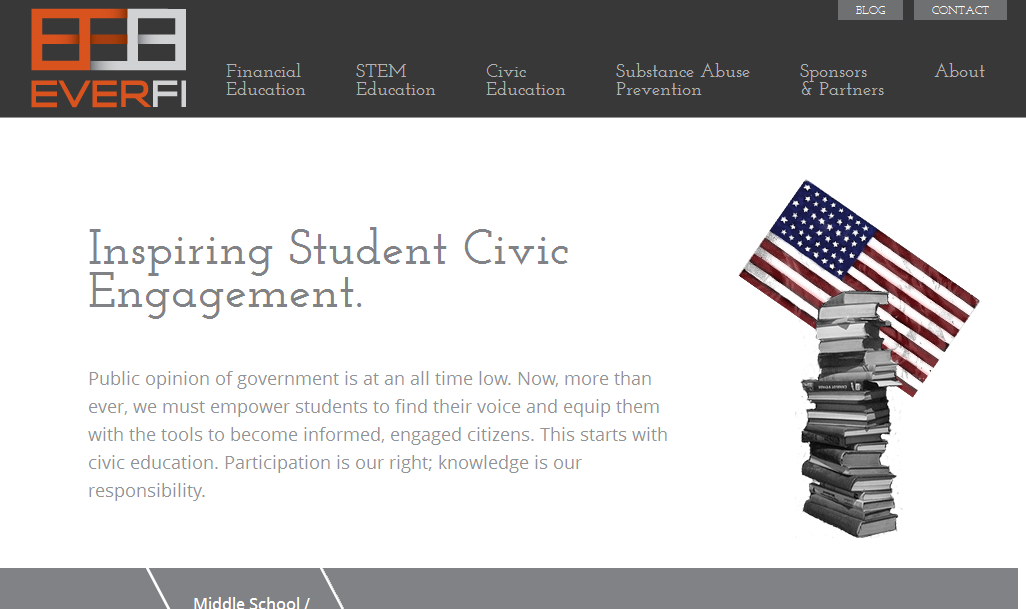 BLOG
CONTACT
EVERFI
Financial
Education
STEM
Education
Civic
Education
Substance Abuse
Prevention
Sponsors
& Partners
About
Inspiring Student Civic
Engagement.
Public opinion of government is at an all time low. Now, more than
ever, we must empower students to find their voice and equip them
with the tools to become informed, engaged citizens. This starts with
civic education. Participation is our right; knowledge is our
responsibility.
Middle School /